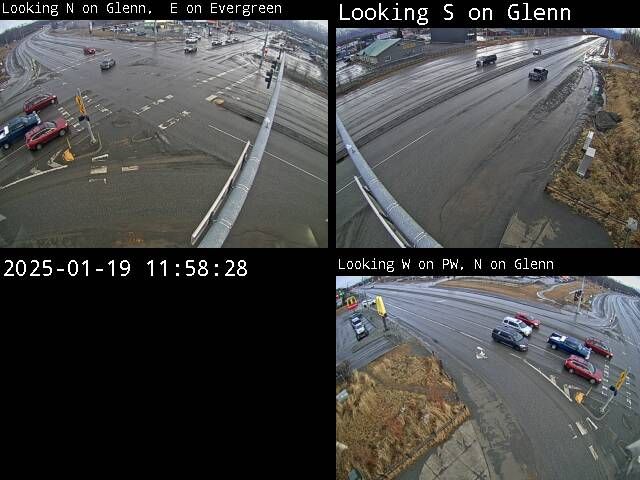 Looking N on Glenn,  E on Evergreen
Looking S on Glenn
2025-01-19 11:58:28
Looking W on PW, N on Glenn